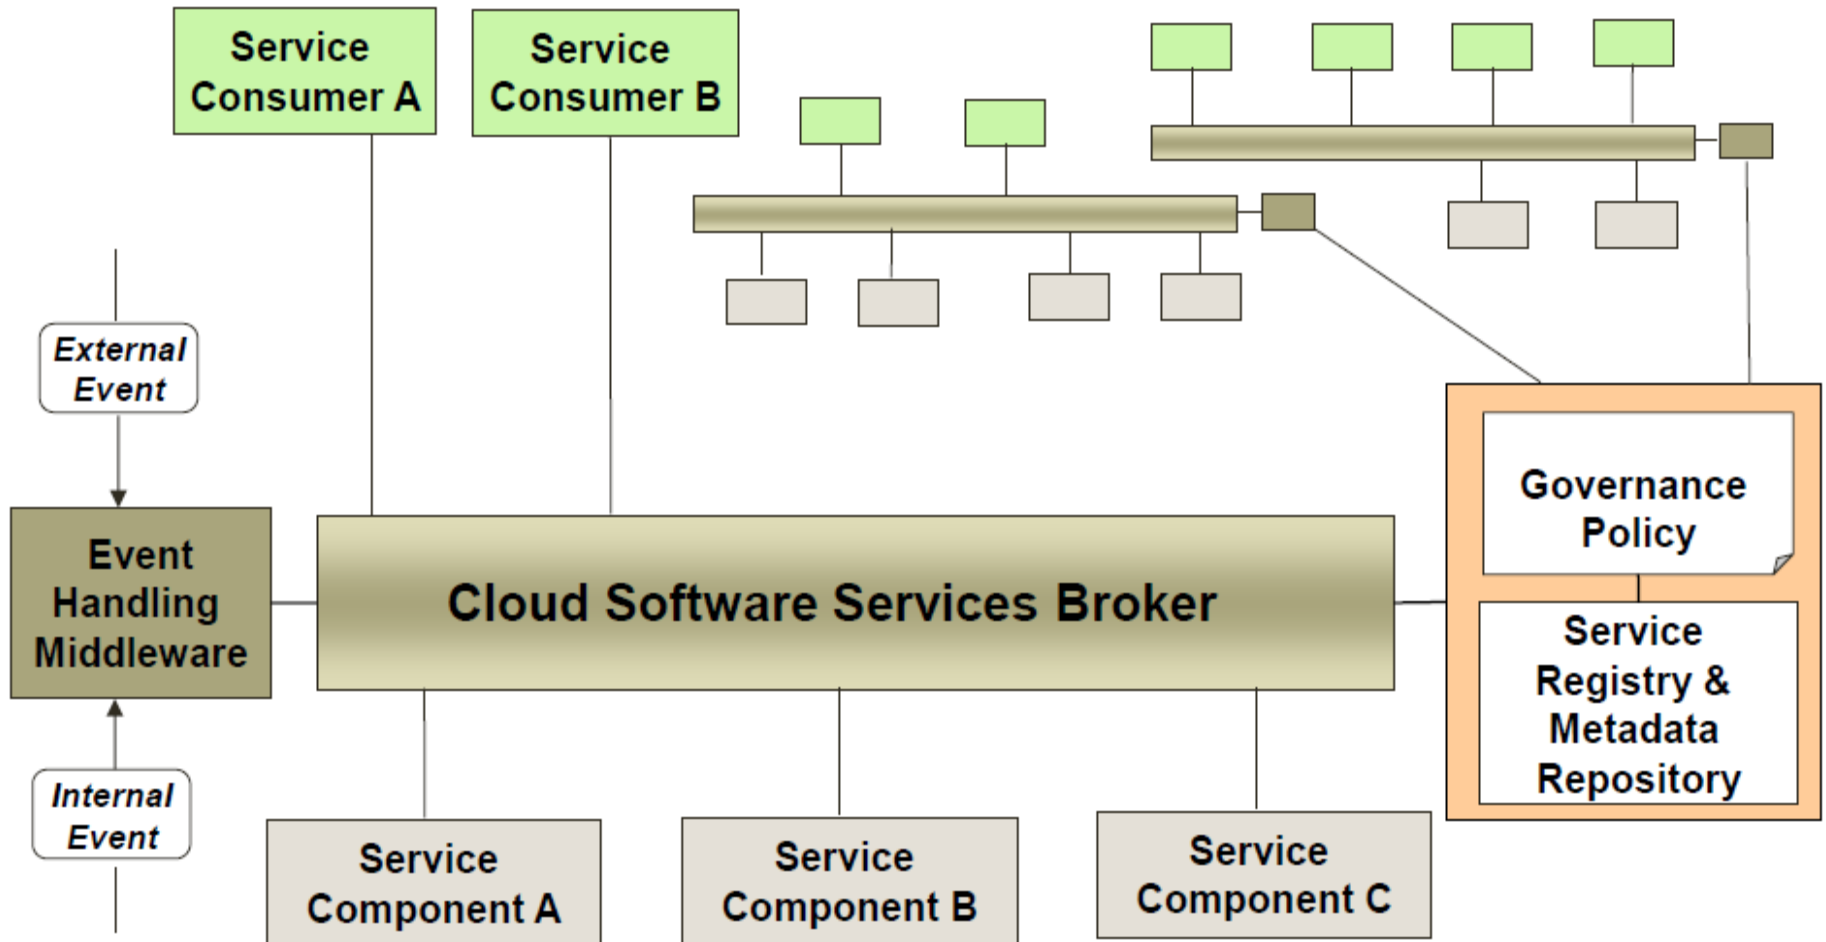 Service
Consumer A
Service
Consumer B
External
Event
Event
Handling
Middleware
Cloud Software Services Broker
Governance
Policy
Service
Registry &
Metadata
Repository
Internal
Event
Service
Component A
Service
Component B
Service
Component C